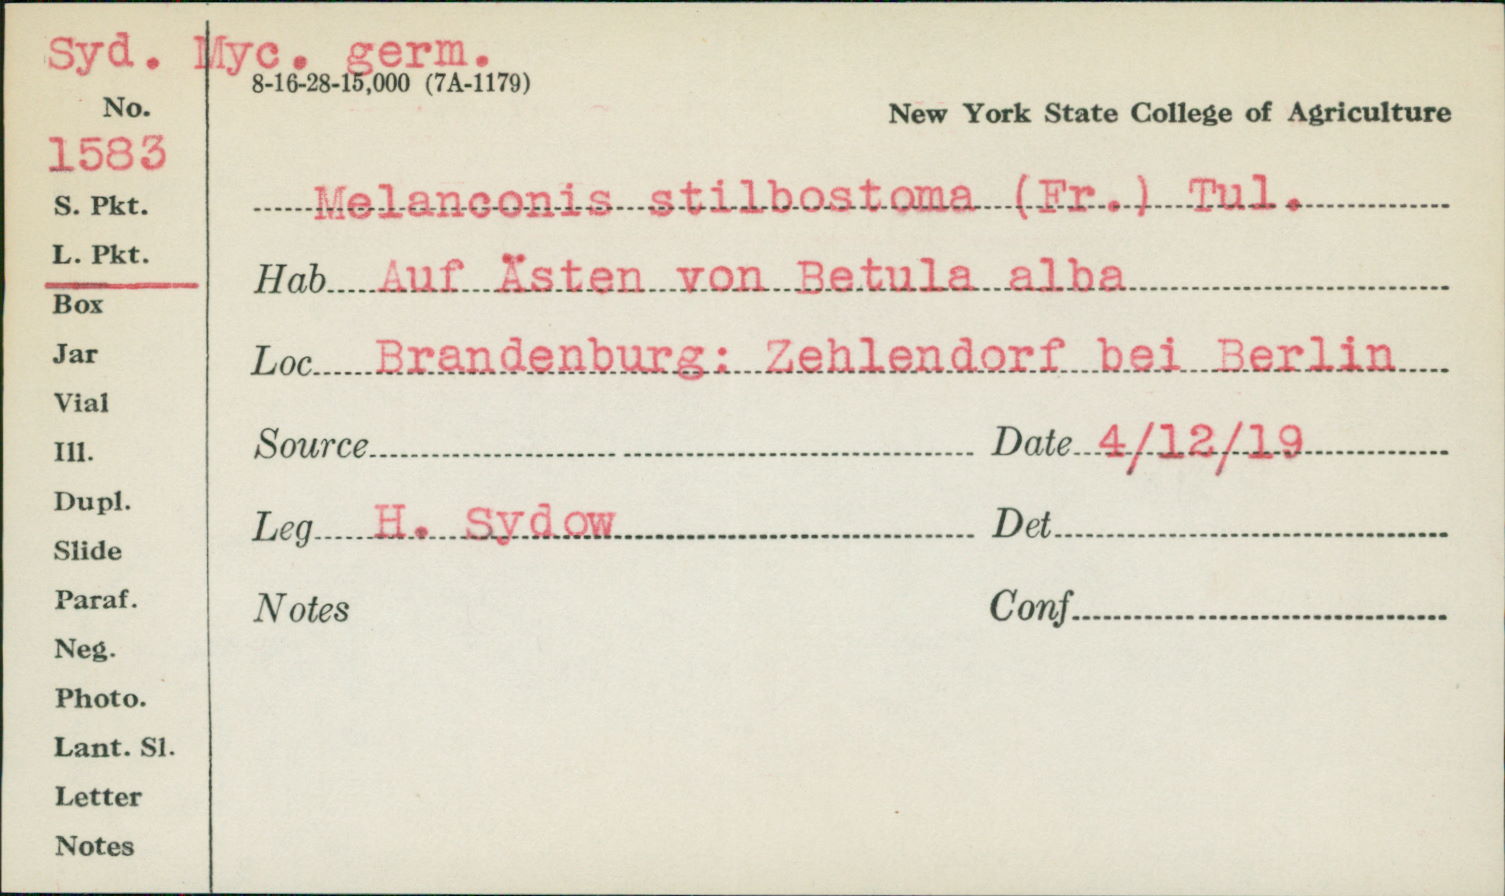 Syd. Myc. germ.
8-16-28-15,000 (7A-1179)
No.
New York State College of Agriculture
1583
S. Pkt.
Melanconis stilbostoma (Fr.) Tul.
L. Pkt.
Hab Auf Ästen von Betula alba
Box
Jar
Loc Brandenburg: Zehlendorf bei Berlin
Vial
Ill.
Source Date 4/12/19
Dupl.
Leg H. Sydow Det
Slide
Paraf.
Notes Conf
Neg.
Photo.
Lant. Sl.
Letter
Notes